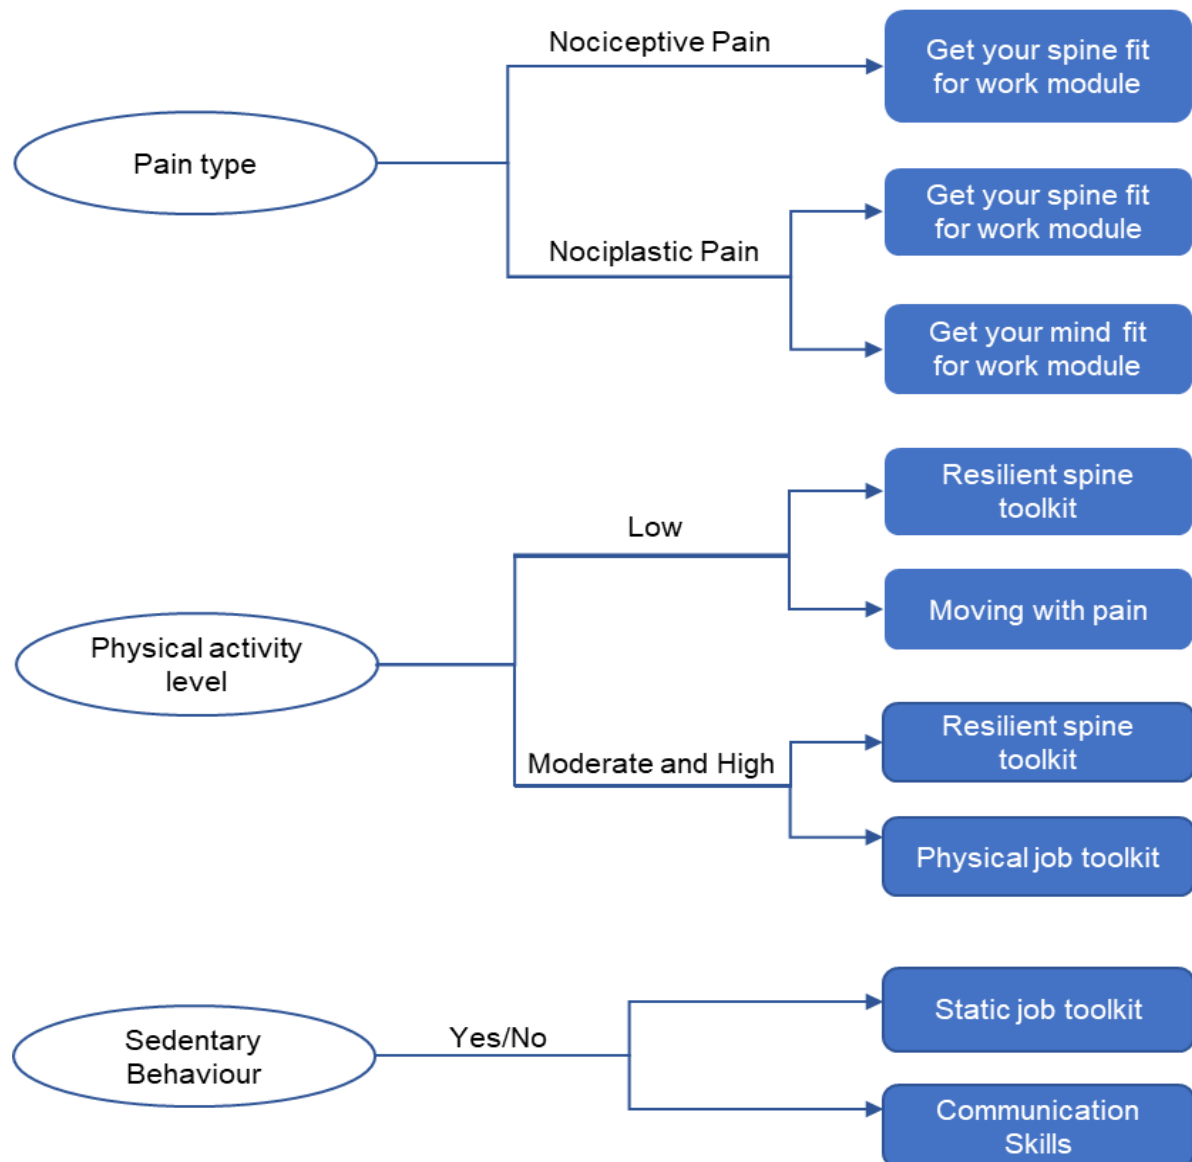 Nociceptive Pain
Get your spine fit
for work module
Pain type
Get your spine fit
for work module
Nociplastic Pain
Get your mind fit
for work module
Resilient spine
toolkit
Low
Moving with pain
Physical activity
level
Resilient spine
toolkit
Moderate and High
Physical job toolkit
Static job toolkit
Sedentary
Behaviour
Yes/No
Communication
Skills